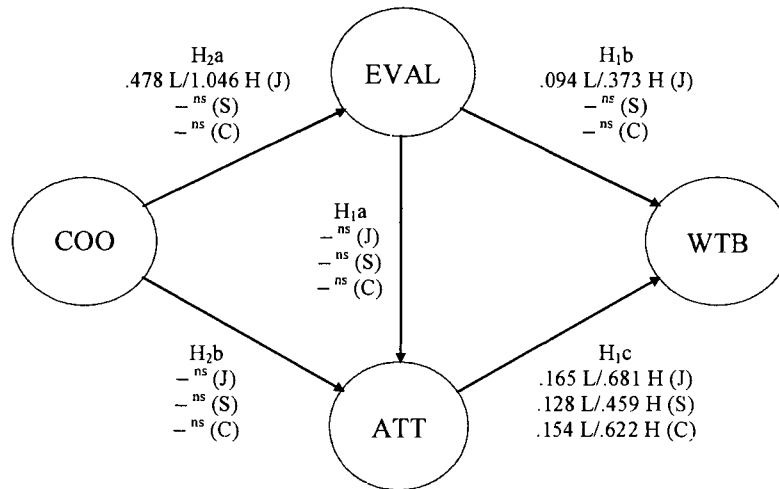 H₂a
.478 L/1.046 H (J)
– ns (S)
– ns (C)
EVAL
H₁b
.094 L/.373 H (J)
– ns (S)
– ns (C)
COO
H₁a
– ns (J)
– ns (S)
– ns (C)
WTB
H₂b
– ns (J)
– ns (S)
– ns (C)
ATT
H₁c
.165 L/.681 H (J)
.128 L/.459 H (S)
.154 L/.622 H (C)